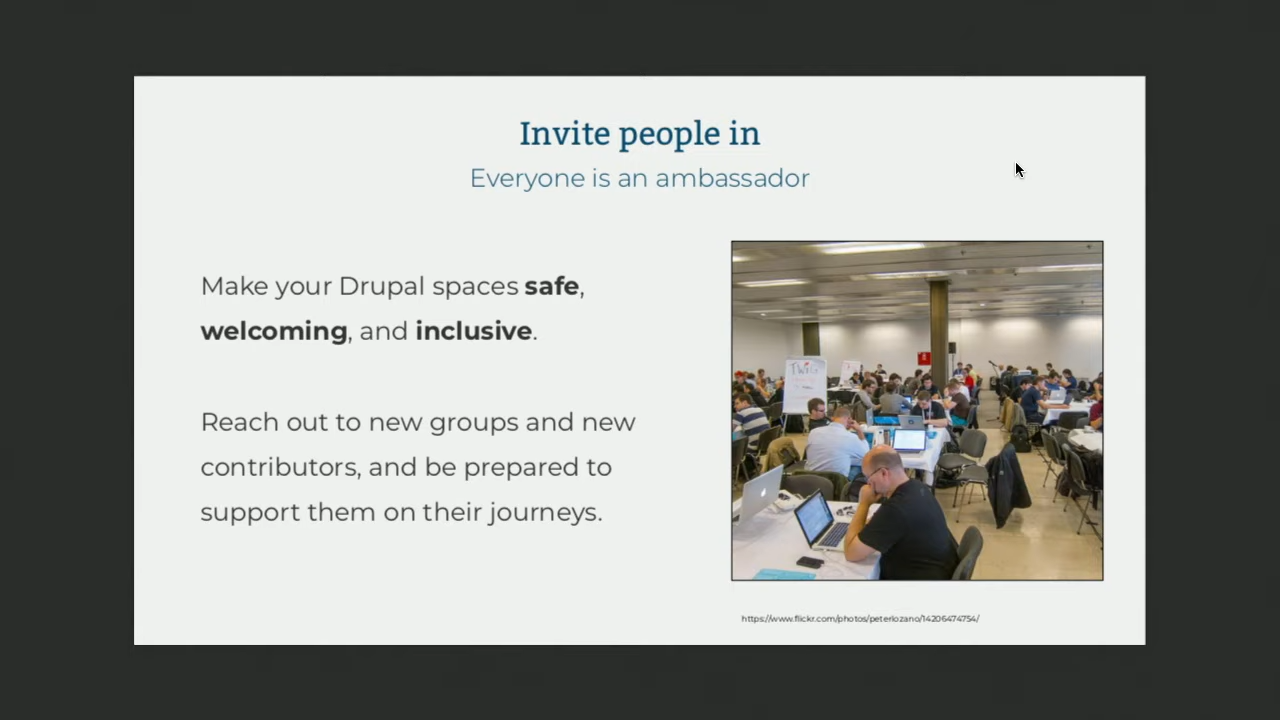 Invite people in
Everyone is an ambassador
Make your Drupal spaces safe,
welcoming, and inclusive.
Reach out to new groups and new
contributors, and be prepared to
support them on their journeys.
TWIG
https://www.flickr.com/photos/peterlozano/14206474754/